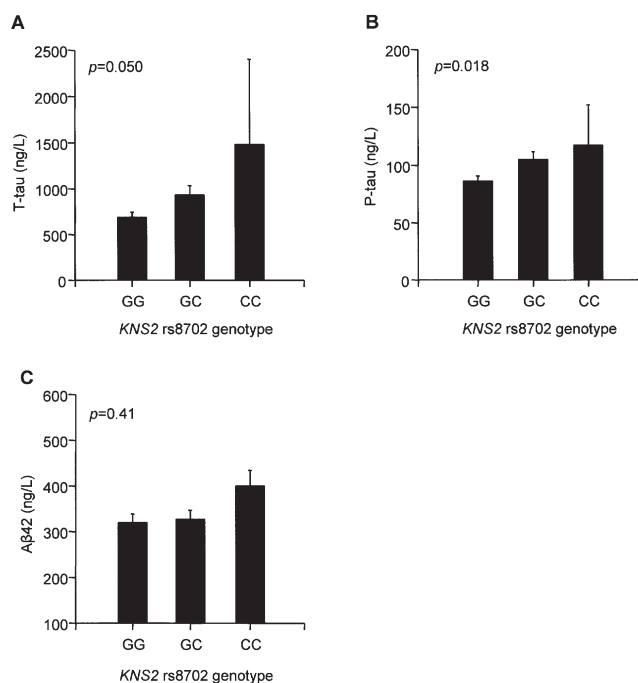 A
2500
2000
1500
1000
500
0
T-tau (ng/L)
p=0.050
GG GC CC
KNS2 rs8702 genotype
B
200
150
100
50
0
P-tau (ng/L)
p=0.018
GG GC CC
KNS2 rs8702 genotype
C
600
500
400
300
200
100
Aβ42 (ng/L)
p=0.41
GG GC CC
KNS2 rs8702 genotype